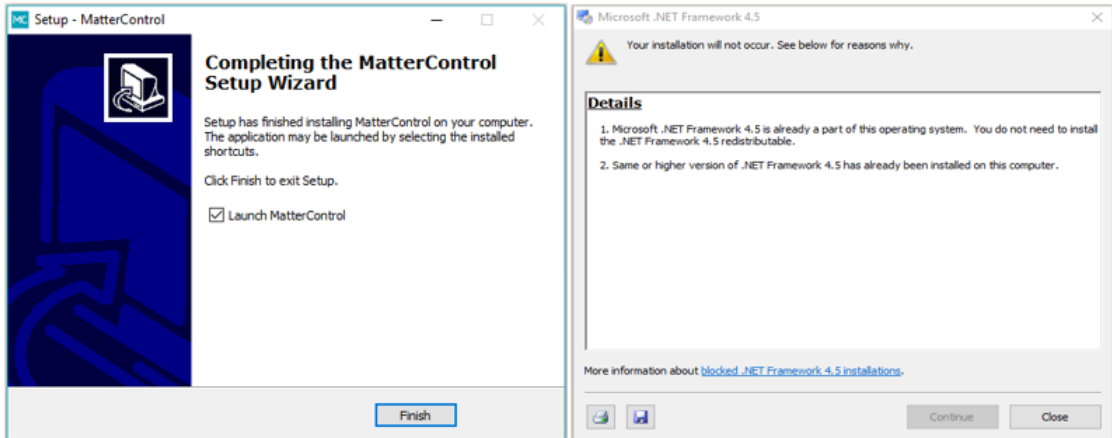 MC Setup - MatterControl
Completing the MatterControl
Setup Wizard
Setup has finished installing MatterControl on your computer.
The application may be launched by selecting the installed
shortcuts.
Click Finish to exit Setup.
Launch MatterControl
Finish
Microsoft .NET Framework 4.5
Your installation will not occur. See below for reasons why.
Details
1. Microsoft .NET Framework 4.5 is already a part of this operating system. You do not need to install
the .NET Framework 4.5 redistributable.
2. Same or higher version of .NET Framework 4.5 has already been installed on this computer.
More information about blocked .NET Framework 4.5 installations.
Continue
Close